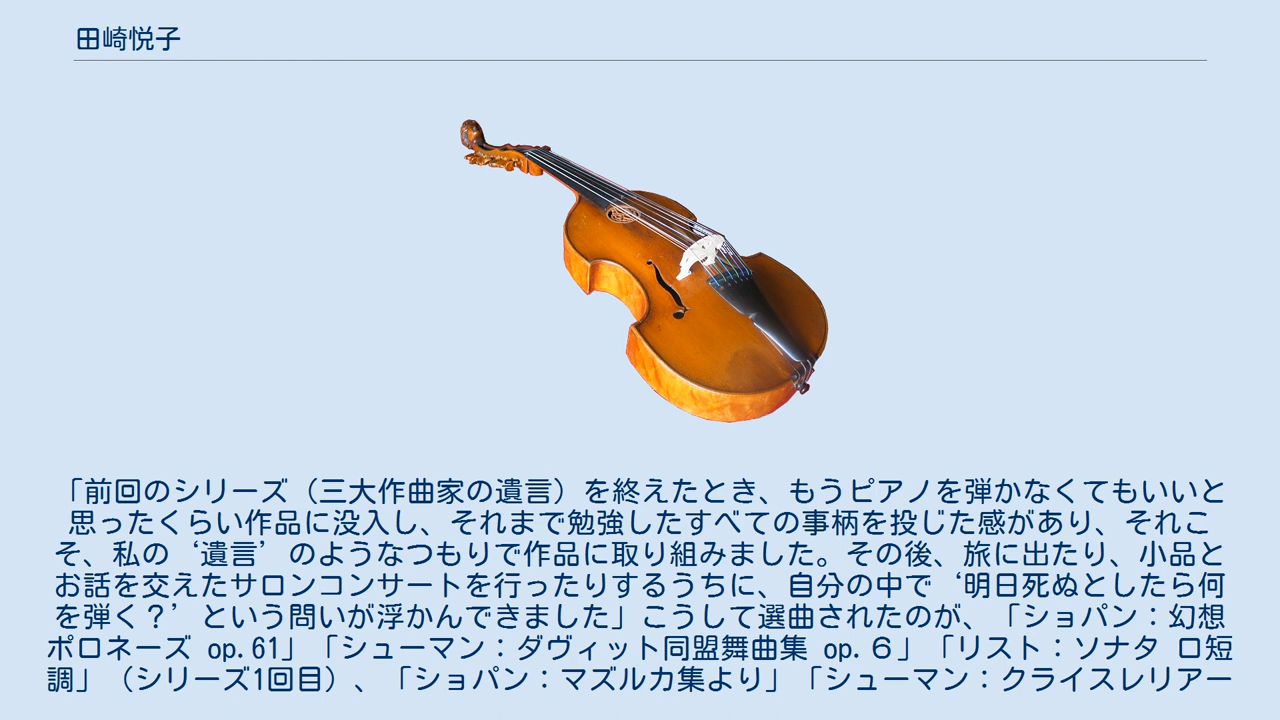 田崎悦子
「前回のシリーズ（三大作曲家の遺言）を終えたとき、もうピアノを弾かなくてもいいと
思ったくらい作品に没入し、それまで勉強したすべての事柄を投じた感があり、それこ
そ、私の‘遺言’のようなつもりで作品に取り組みました。その後、旅に出たり、小品と
お話を交えたサロンコンサートを行ったりするうちに、自分の中で‘明日死ぬとしたら何
を弾く？’という問いが浮かんできました」こうして選曲されたのが、「ショパン：幻想
ポロネーズ op.61」「シューマン：ダヴィット同盟舞曲集 op.６」「リスト：ソナタ ロ短
調」（シリーズ1回目）、「ショパン：マズルカ集より」「シューマン：クライスレリアー